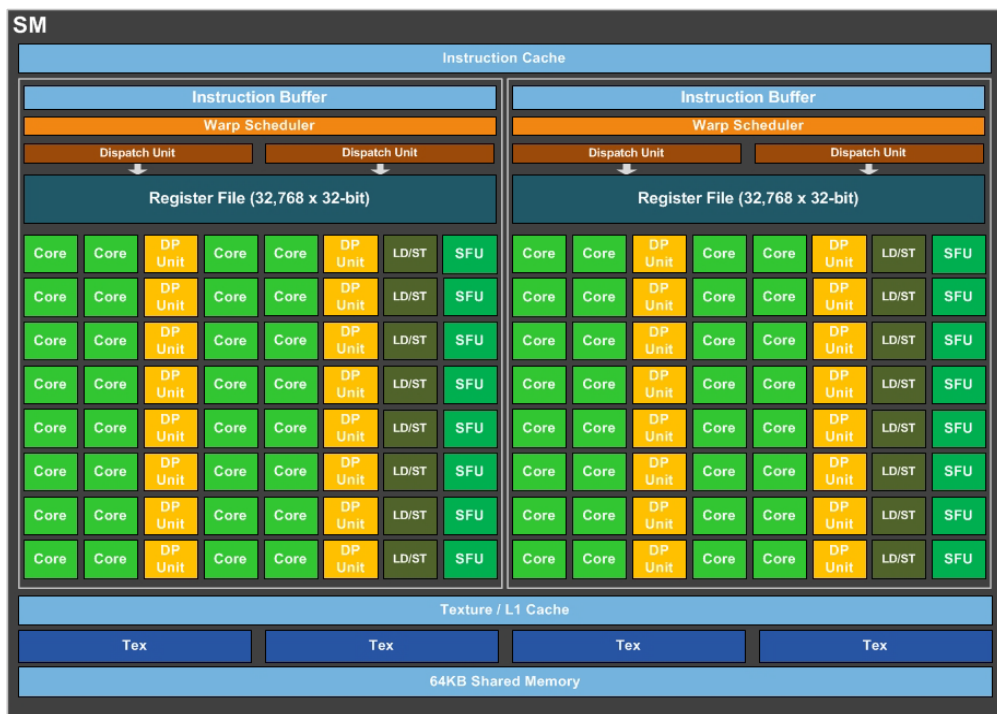 SM
Instruction Cache
Instruction Buffer Instruction Buffer
Warp Scheduler Warp Scheduler
Dispatch Unit Dispatch Unit Dispatch Unit Dispatch Unit
Register File (32,768 x 32-bit) Register File (32,768 x 32-bit)
Core Core DP Unit Core Core DP Unit LD/ST SFU Core Core DP Unit Core Core DP Unit LD/ST SFU
Core Core DP Unit Core Core DP Unit LD/ST SFU Core Core DP Unit Core Core DP Unit LD/ST SFU
Core Core DP Unit Core Core DP Unit LD/ST SFU Core Core DP Unit Core Core DP Unit LD/ST SFU
Core Core DP Unit Core Core DP Unit LD/ST SFU Core Core DP Unit Core Core DP Unit LD/ST SFU
Core Core DP Unit Core Core DP Unit LD/ST SFU Core Core DP Unit Core Core DP Unit LD/ST SFU
Core Core DP Unit Core Core DP Unit LD/ST SFU Core Core DP Unit Core Core DP Unit LD/ST SFU
Core Core DP Unit Core Core DP Unit LD/ST SFU Core Core DP Unit Core Core DP Unit LD/ST SFU
Core Core DP Unit Core Core DP Unit LD/ST SFU Core Core DP Unit Core Core DP Unit LD/ST SFU
Texture / L1 Cache
Tex Tex Tex Tex
64KB Shared Memory